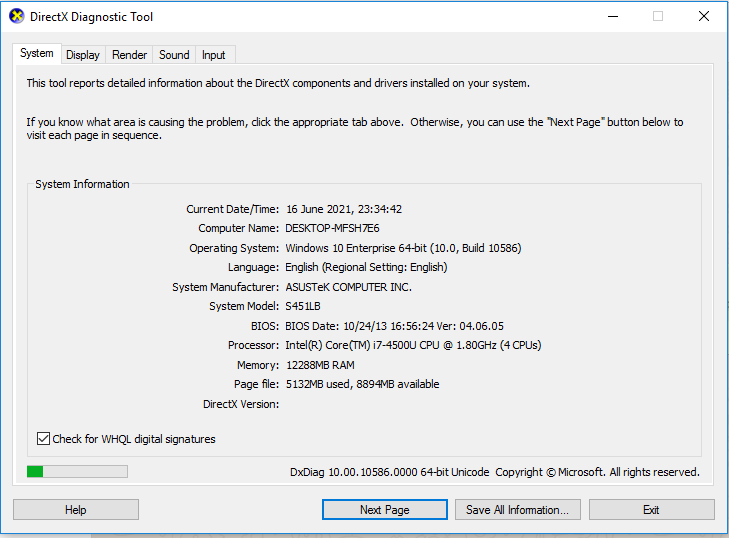 DirectX Diagnostic Tool
System Display Render Sound Input
This tool reports detailed information about the DirectX components and drivers installed on your system.
If you know what area is causing the problem, click the appropriate tab above.  Otherwise, you can use the "Next Page" button below to
visit each page in sequence.
System Information
Current Date/Time: 16 June 2021, 23:34:42
Computer Name: DESKTOP-MFSH7E6
Operating System: Windows 10 Enterprise 64-bit (10.0, Build 10586)
Language: English (Regional Setting: English)
System Manufacturer: ASUSTeK COMPUTER INC.
System Model: S451LB
BIOS: BIOS Date: 10/24/13 16:56:24 Ver: 04.06.05
Processor: Intel(R) Core(TM) i7-4500U CPU @ 1.80GHz (4 CPUs)
Memory: 12288MB RAM
Page file: 5132MB used, 8894MB available
DirectX Version:
Check for WHQL digital signatures
DxDiag 10.00.10586.0000 64-bit Unicode  Copyright © Microsoft. All rights reserved.
Help Next Page Save All Information... Exit